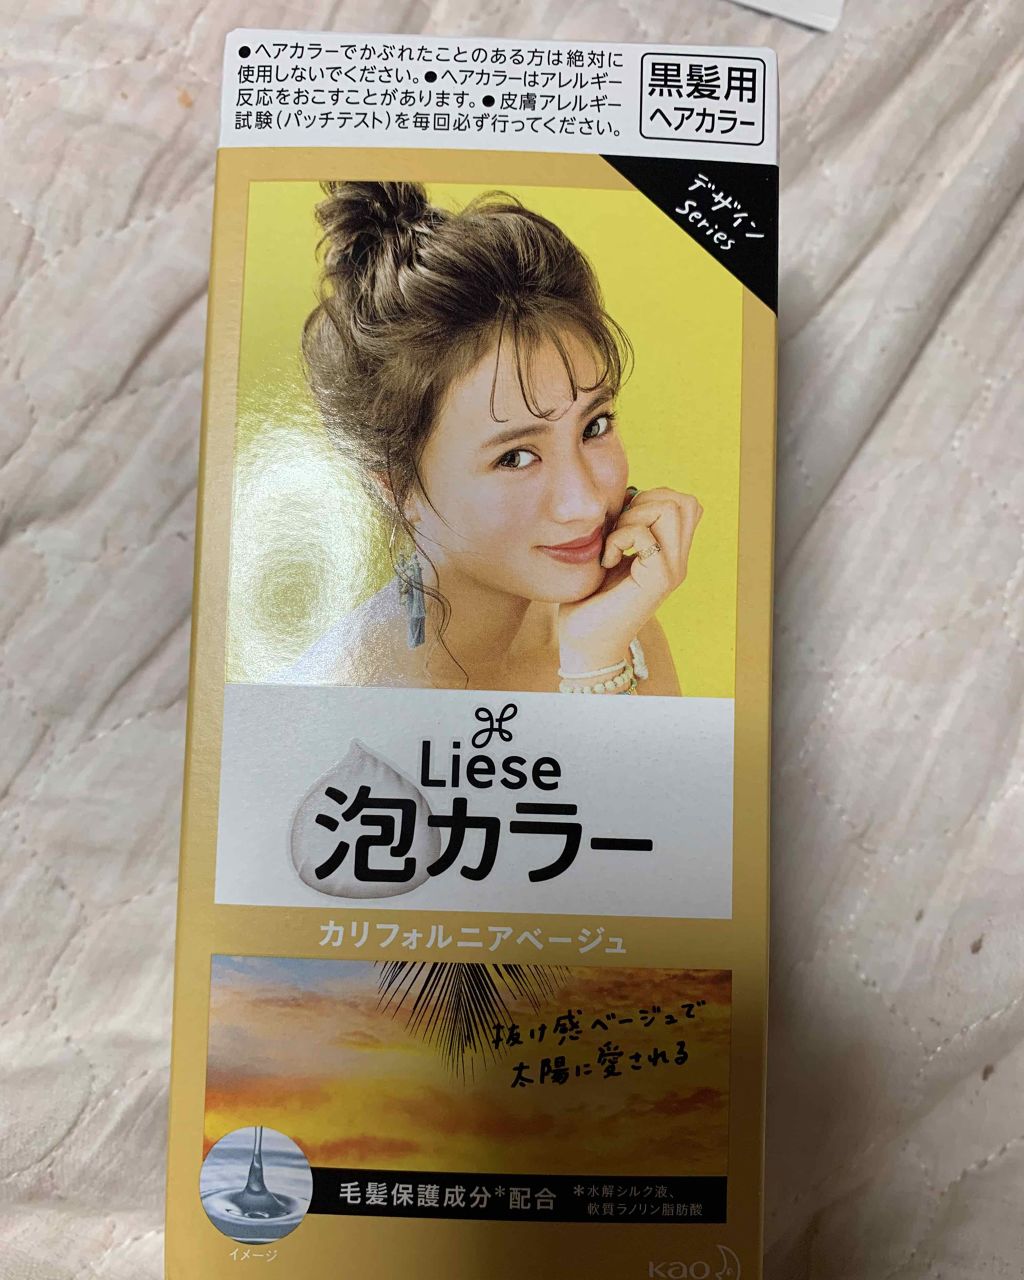 ●ヘアカラーでかぶれたことのある方は絶対に
使用しないでください。●ヘアカラーはアレルギー
反応をおこすことがあります。●皮膚アレルギー
試験(パッチテスト)を毎回必ず行ってください。
黒髪用
ヘアカラー
デザイン
Series
Liese
泡カラー
カリフォルニアベージュ
抜け感ベージュで
太陽に愛される
毛髪保護成分*配合
*水解シルク液、
軟質ラノリン脂肪酸
イメージ
Kao